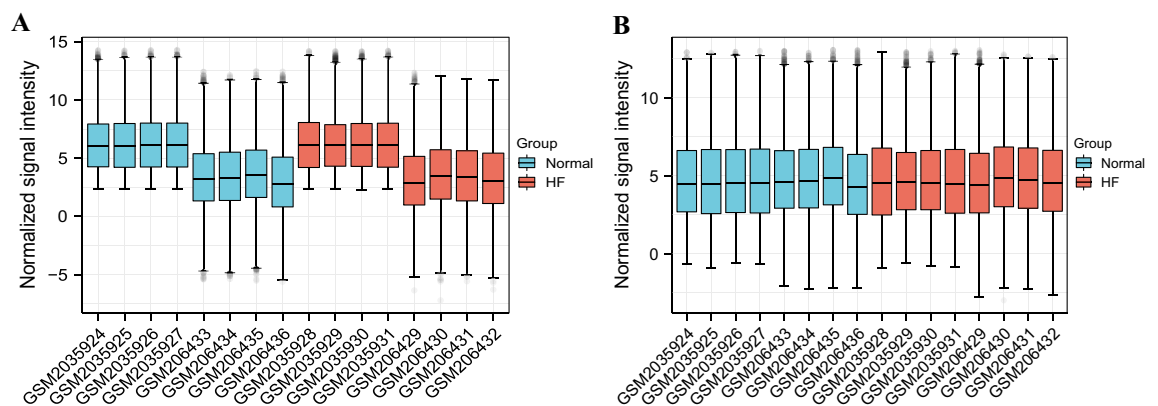 A
Normalized signal intensity
15
10
5
0
−5
GSM2035924
GSM2035925
GSM2035926
GSM2035927
GSM206433
GSM206434
GSM206435
GSM206436
GSM2035928
GSM2035929
GSM2035930
GSM2035931
GSM206429
GSM206430
GSM206431
GSM206432
Group
Normal
HF
B
Normalized signal intensity
10
5
0
GSM2035924
GSM2035925
GSM2035926
GSM2035927
GSM206433
GSM206434
GSM206435
GSM206436
GSM2035928
GSM2035929
GSM2035930
GSM2035931
GSM206429
GSM206430
GSM206431
GSM206432
Group
Normal
HF